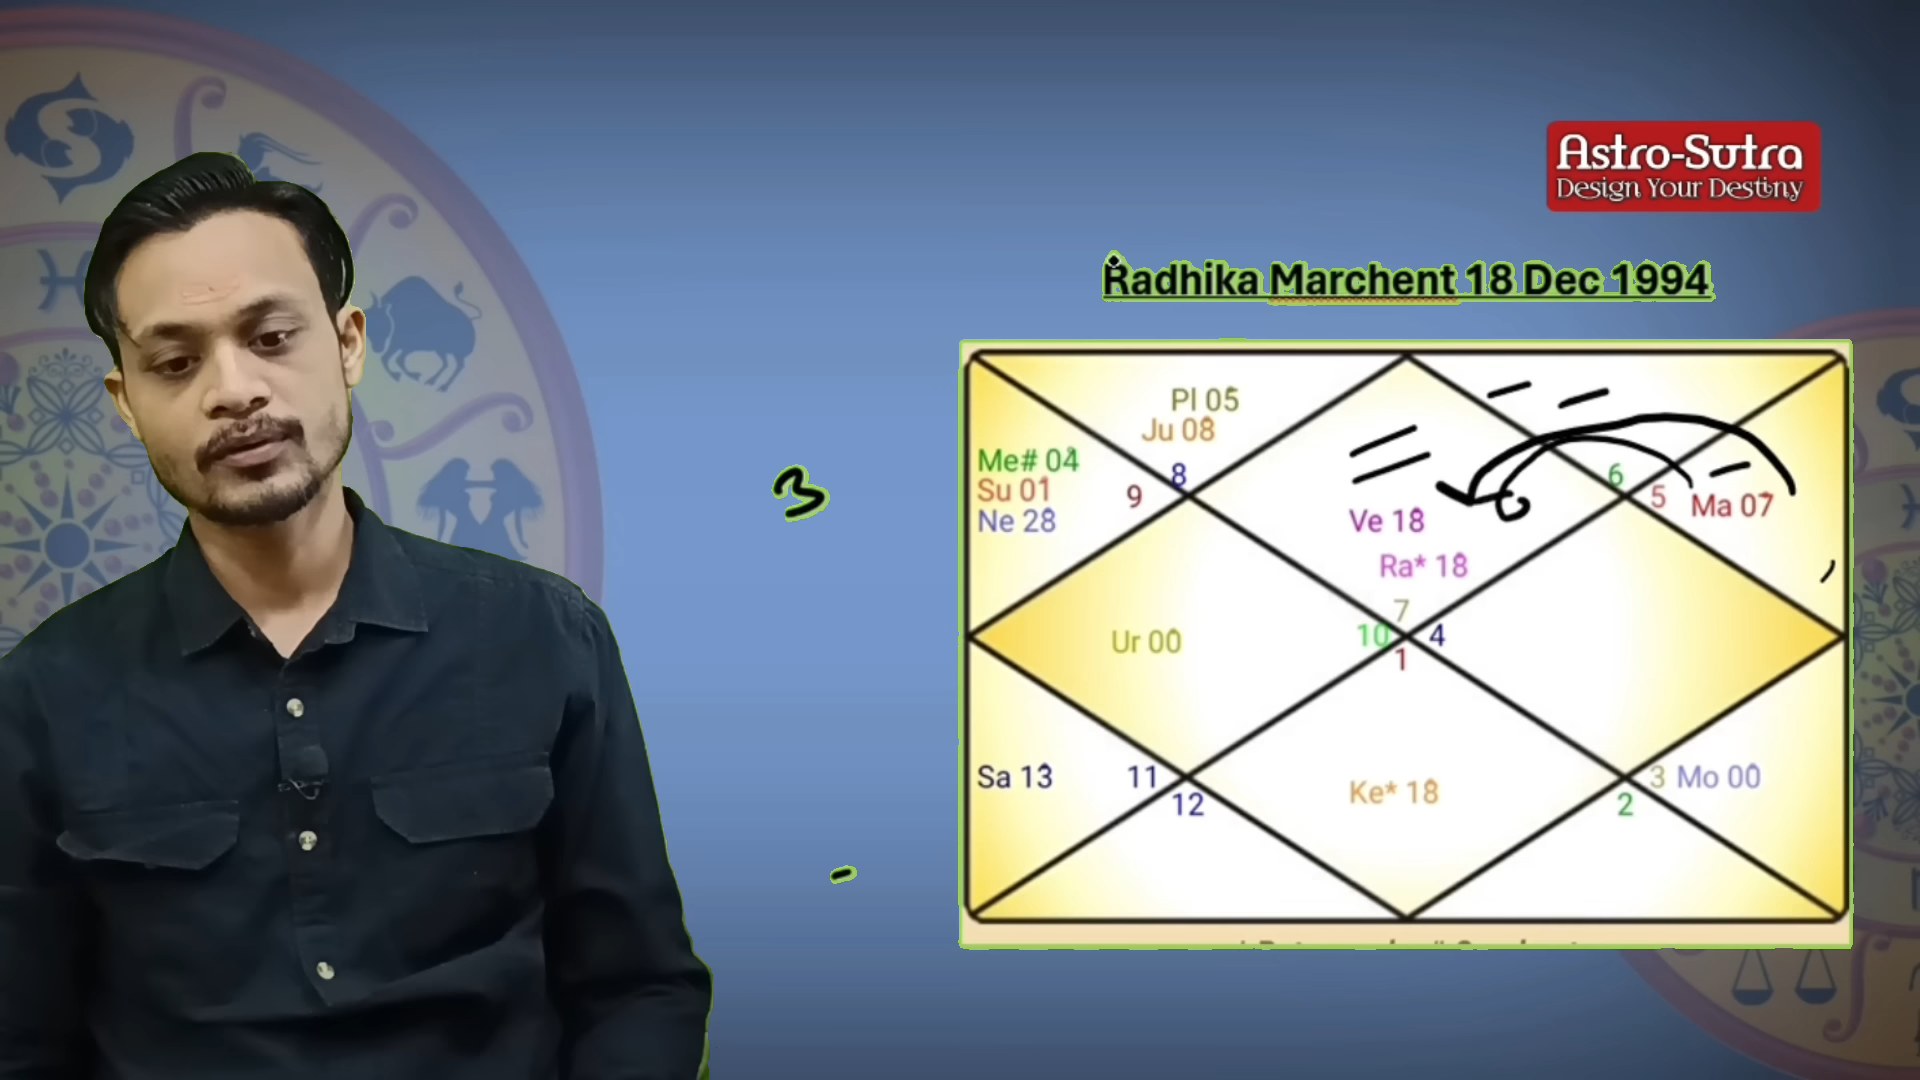 Astro-Sutra
Design Your Destiny
Radhika Marchent 18 Dec 1994
Pl 05
Ju 08
Me# 04
Su 01
Ne 28
8
9
Ve 18
Ra* 18
7
6
5 Ma 07
3
Ur 00
10
4
1
Sa 13
11
12
Ke* 18
3 Mo 00
2